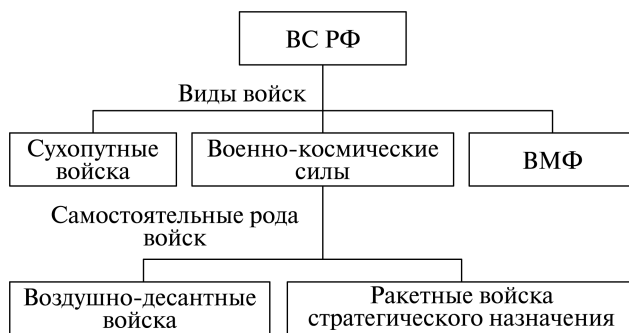 ВС РФ
Виды войск
Сухопутные
войска
Военно-космические
силы
ВМФ
Самостоятельные рода
войск
Воздушно-десантные
войска
Ракетные войска
стратегического назначения